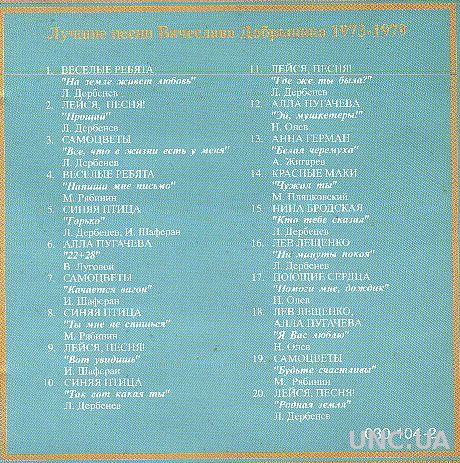 Лучшие песни Вячеслава Добрынина 1973-1979
1. ВЕСЕЛЫЕ РЕБЯТА
"На земле живет любовь"
Л. Дербенев
2. ЛЕЙСЯ, ПЕСНЯ!
"Прощай"
Л. Дербенев
3. САМОЦВЕТЫ
"Все, что в жизни есть у меня"
Л. Дербенев
4. ВЕСЕЛЫЕ РЕБЯТА
"Напиши мне письмо"
М. Рябинин
5. СИНЯЯ ПТИЦА
"Горько"
Л. Дербенев, И. Шаферан
6. АЛЛА ПУГАЧЕВА
"22+28"
В. Луговой
7. САМОЦВЕТЫ
"Качается вагон"
И. Шаферан
8. СИНЯЯ ПТИЦА
"Ты мне не снишься"
М. Рябинин
9. ЛЕЙСЯ, ПЕСНЯ!
"Вот увидишь"
И. Шаферан
10. СИНЯЯ ПТИЦА
"Так вот какая ты"
Л. Дербенев
11. ЛЕЙСЯ, ПЕСНЯ!
"Где же ты была?"
Л. Дербенев
12. АЛЛА ПУГАЧЕВА
"Эй, мушкетеры!"
Н. Олев
13. АННА ГЕРМАН
"Белая черемуха"
А. Жигарев
14. КРАСНЫЕ МАКИ
"Чужая ты"
М. Пляцковский
15. НИНА БРОДСКАЯ
"Кто тебе сказал"
Л. Дербенев
16. ЛЕВ ЛЕЩЕНКО
"Ни минуты покоя"
Л. Дербенев
17. ПОЮЩИЕ СЕРДЦА
"Помоги мне, дождик"
Н. Олев
18. ЛЕВ ЛЕЩЕНКО,
АЛЛА ПУГАЧЕВА
"Я Вас люблю"
Н. Олев
19. САМОЦВЕТЫ
"Будьте счастливы"
М. Рябинин
20. ЛЕЙСЯ, ПЕСНЯ!
"Родная земля"
Л. Дербенев
030 104-2
UNC.UA